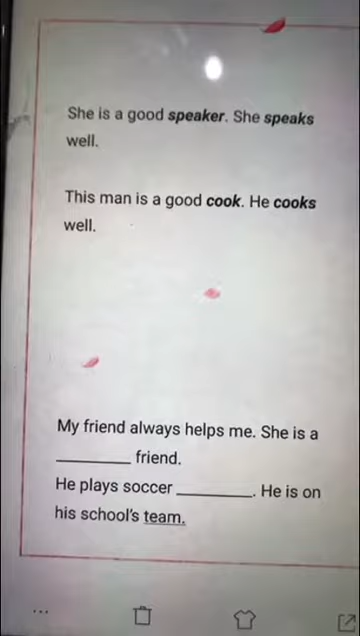 She is a good speaker. She speaks
well.
This man is a good cook. He cooks
well.
My friend always helps me. She is a
_________ friend.
He plays soccer _________. He is on
his school's team.